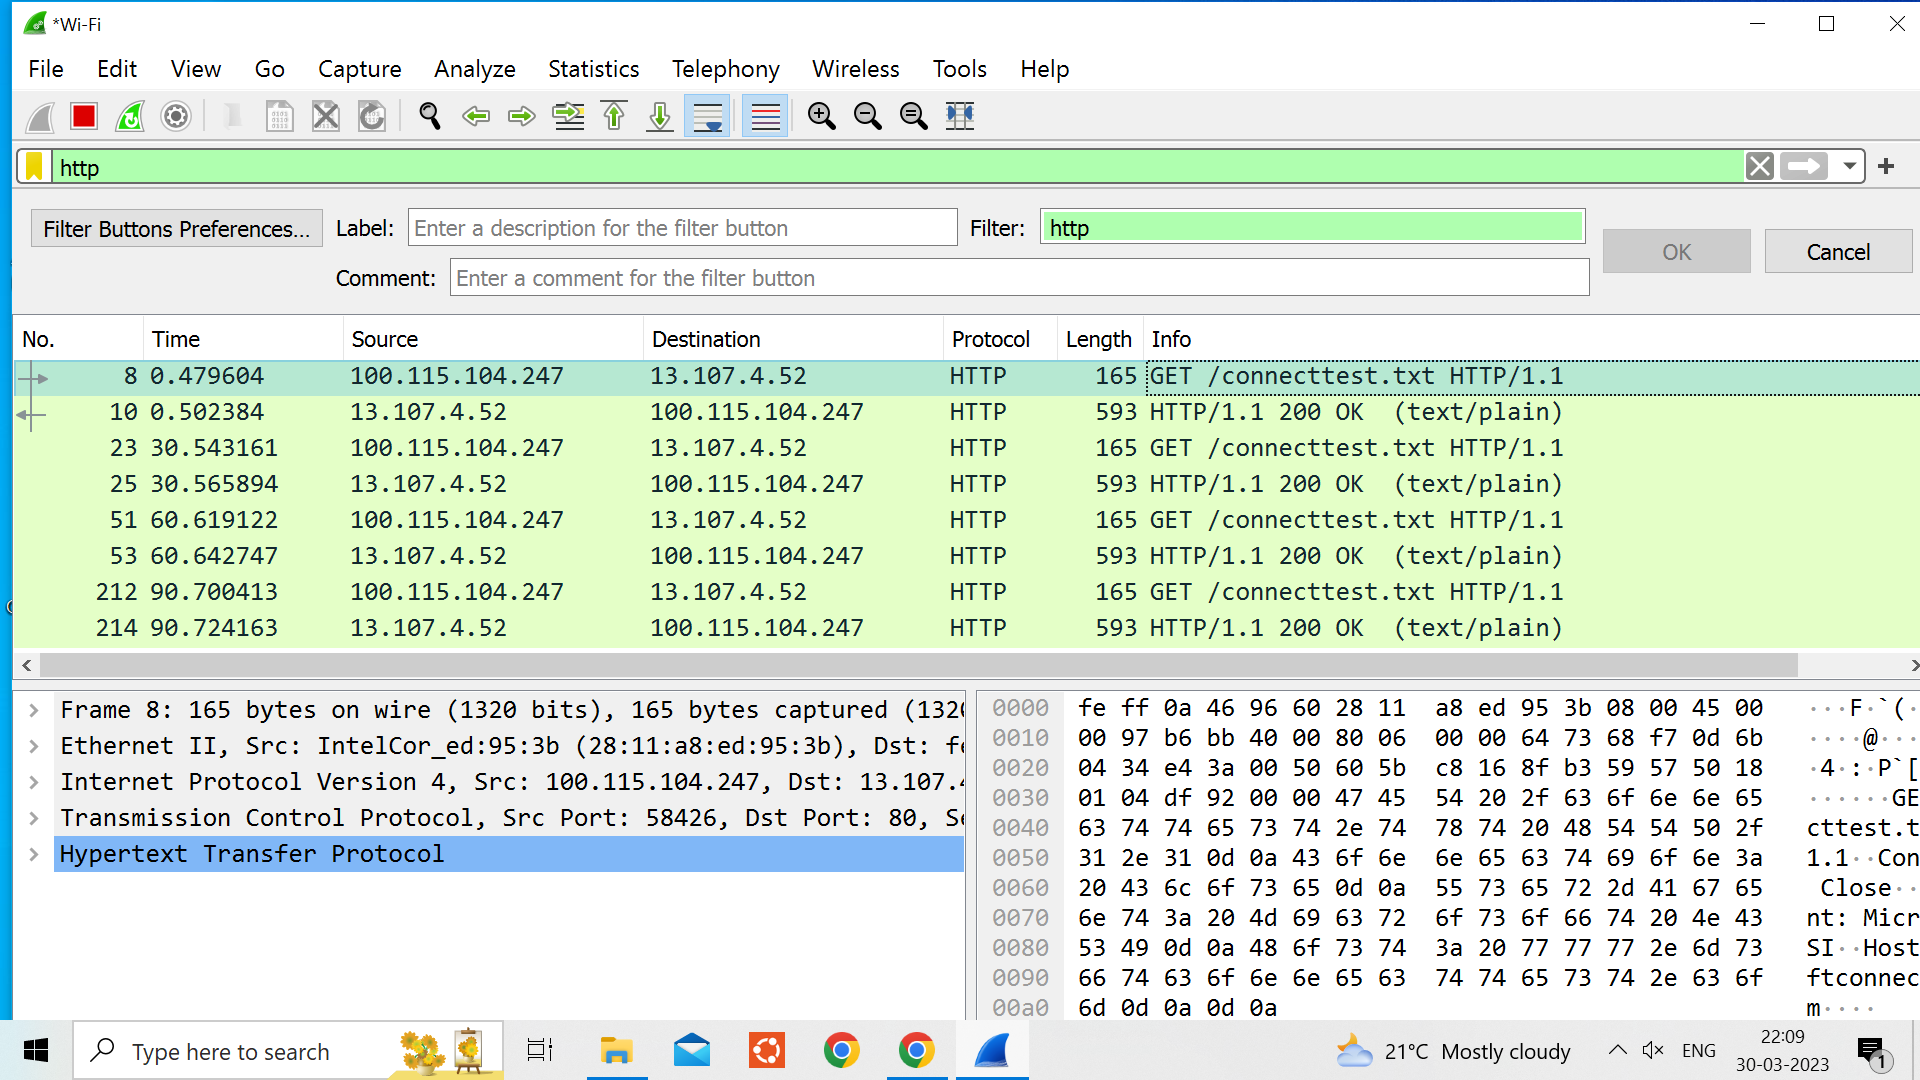 *Wi-Fi
File Edit View Go Capture Analyze Statistics Telephony Wireless Tools Help
http
Filter Buttons Preferences... Label: Enter a description for the filter button Filter: http
OK Cancel
Comment: Enter a comment for the filter button
No. Time Source Destination Protocol Length Info
8 0.479604 100.115.104.247 13.107.4.52 HTTP 165 GET /connecttest.txt HTTP/1.1
10 0.502384 13.107.4.52 100.115.104.247 HTTP 593 HTTP/1.1 200 OK (text/plain)
23 30.543161 100.115.104.247 13.107.4.52 HTTP 165 GET /connecttest.txt HTTP/1.1
25 30.565894 13.107.4.52 100.115.104.247 HTTP 593 HTTP/1.1 200 OK (text/plain)
51 60.619122 100.115.104.247 13.107.4.52 HTTP 165 GET /connecttest.txt HTTP/1.1
53 60.642747 13.107.4.52 100.115.104.247 HTTP 593 HTTP/1.1 200 OK (text/plain)
212 90.700413 100.115.104.247 13.107.4.52 HTTP 165 GET /connecttest.txt HTTP/1.1
214 90.724163 13.107.4.52 100.115.104.247 HTTP 593 HTTP/1.1 200 OK (text/plain)
Frame 8: 165 bytes on wire (1320 bits), 165 bytes captured (132
Ethernet II, Src: IntelCor_ed:95:3b (28:11:a8:ed:95:3b), Dst: fe
Internet Protocol Version 4, Src: 100.115.104.247, Dst: 13.107.4
Transmission Control Protocol, Src Port: 58426, Dst Port: 80, Se
Hypertext Transfer Protocol
0000 fe ff 0a 46 96 60 28 11 a8 ed 95 3b 08 00 45 00 ···F·`(·
0010 00 97 b6 bb 40 00 80 06 00 00 64 73 68 f7 0d 6b ····@···
0020 04 34 e4 3a 00 50 60 5b c8 16 8f b3 59 57 50 18 ·4·:·P`[
0030 01 04 df 92 00 00 47 45 54 20 2f 63 6f 6e 6e 65 ······GE
0040 63 74 74 65 73 74 2e 74 78 74 20 48 54 54 50 2f cttest.t
0050 31 2e 31 0d 0a 43 6f 6e 6e 65 63 74 69 6f 6e 3a 1.1··Con
0060 20 43 6c 6f 73 65 0d 0a 55 73 65 72 2d 41 67 65 Close··
0070 6e 74 3a 20 4d 69 63 72 6f 73 6f 66 74 20 4e 43 nt: Micr
0080 53 49 0d 0a 48 6f 73 74 3a 20 77 77 77 2e 6d 73 SI··Host
0090 66 74 63 6f 6e 6e 65 63 74 74 65 73 74 2e 63 6f ftconnec
00a0 6d 0d 0a 0d 0a m····
Type here to search 21°C Mostly cloudy ENG 22:09
30-03-2023 1